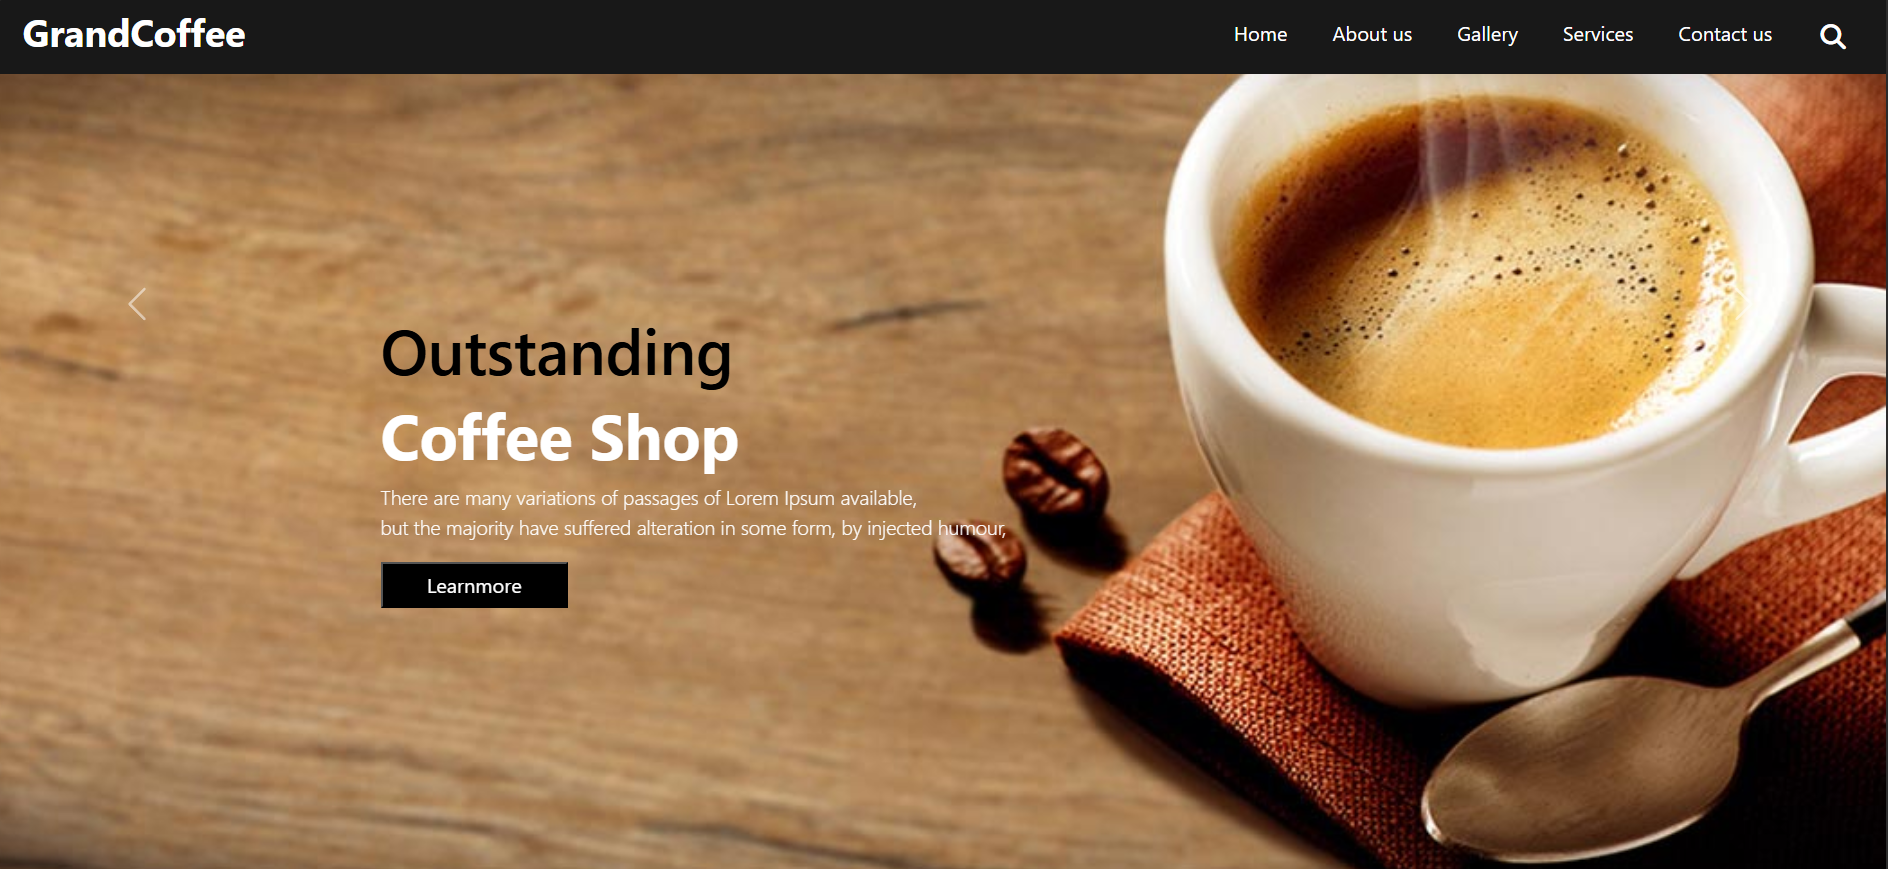 GrandCoffee
Home
About us
Gallery
Services
Contact us
Outstanding
Coffee Shop
There are many variations of passages of Lorem Ipsum available,
but the majority have suffered alteration in some form, by injected humour,
Learnmore